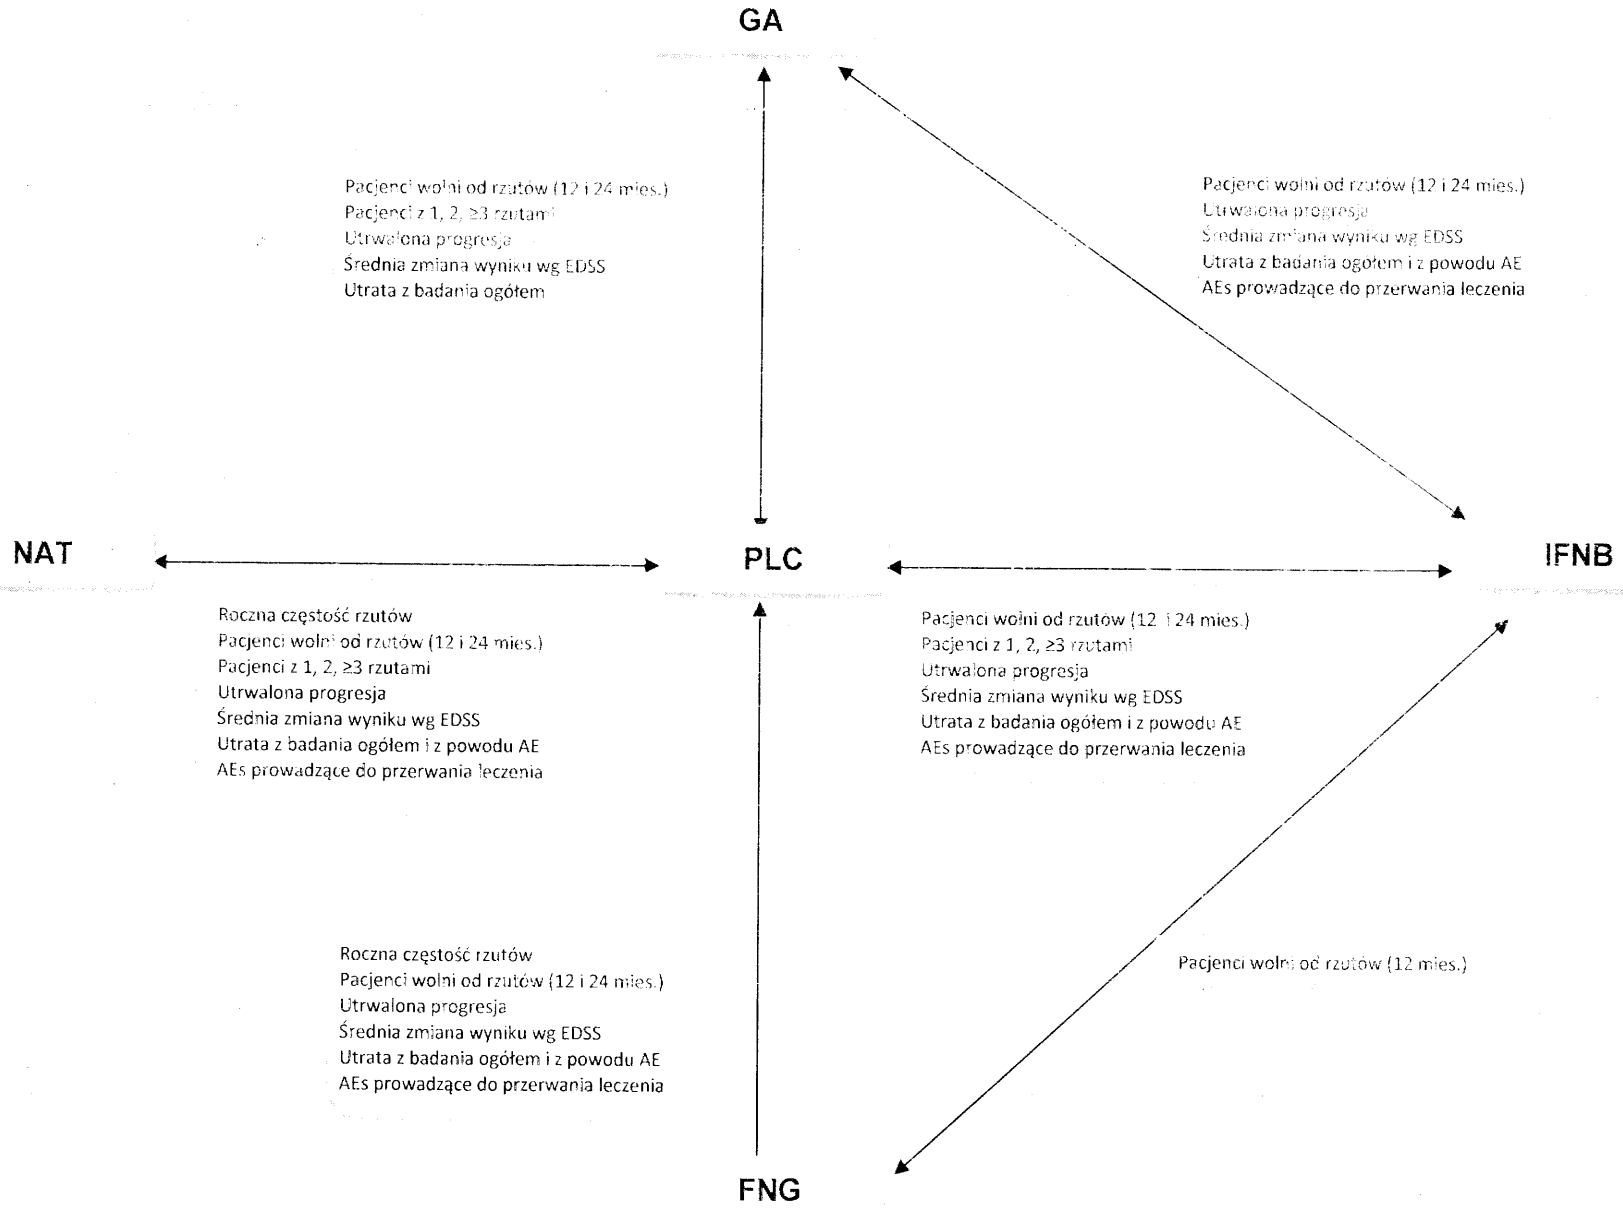 GA
Pacjenci wolni od rzutów (12 i 24 mies.)
Pacjenci z 1, 2, ≥3 rzutami
Utrwalona progresja
Średnia zmiana wyniku wg EDSS
Utrata z badania ogółem
Pacjenci wolni od rzutów (12 i 24 mies.)
Utrwalona progresja
Średnia zmiana wyniku wg EDSS
Utrata z badania ogółem i z powodu AE
AEs prowadzące do przerwania leczenia
NAT
PLC
IFNB
Roczna częstość rzutów
Pacjenci wolni od rzutów (12 i 24 mies.)
Pacjenci z 1, 2, ≥3 rzutami
Utrwalona progresja
Średnia zmiana wyniku wg EDSS
Utrata z badania ogółem i z powodu AE
AEs prowadzące do przerwania leczenia
Pacjenci wolni od rzutów (12 i 24 mies.)
Pacjenci z 1, 2, ≥3 rzutami
Utrwalona progresja
Średnia zmiana wyniku wg EDSS
Utrata z badania ogółem i z powodu AE
AEs prowadzące do przerwania leczenia
Roczna częstość rzutów
Pacjenci wolni od rzutów (12 i 24 mies.)
Utrwalona progresja
Średnia zmiana wyniku wg EDSS
Utrata z badania ogółem i z powodu AE
AEs prowadzące do przerwania leczenia
Pacjenci wolni od rzutów (12 mies.)
FNG